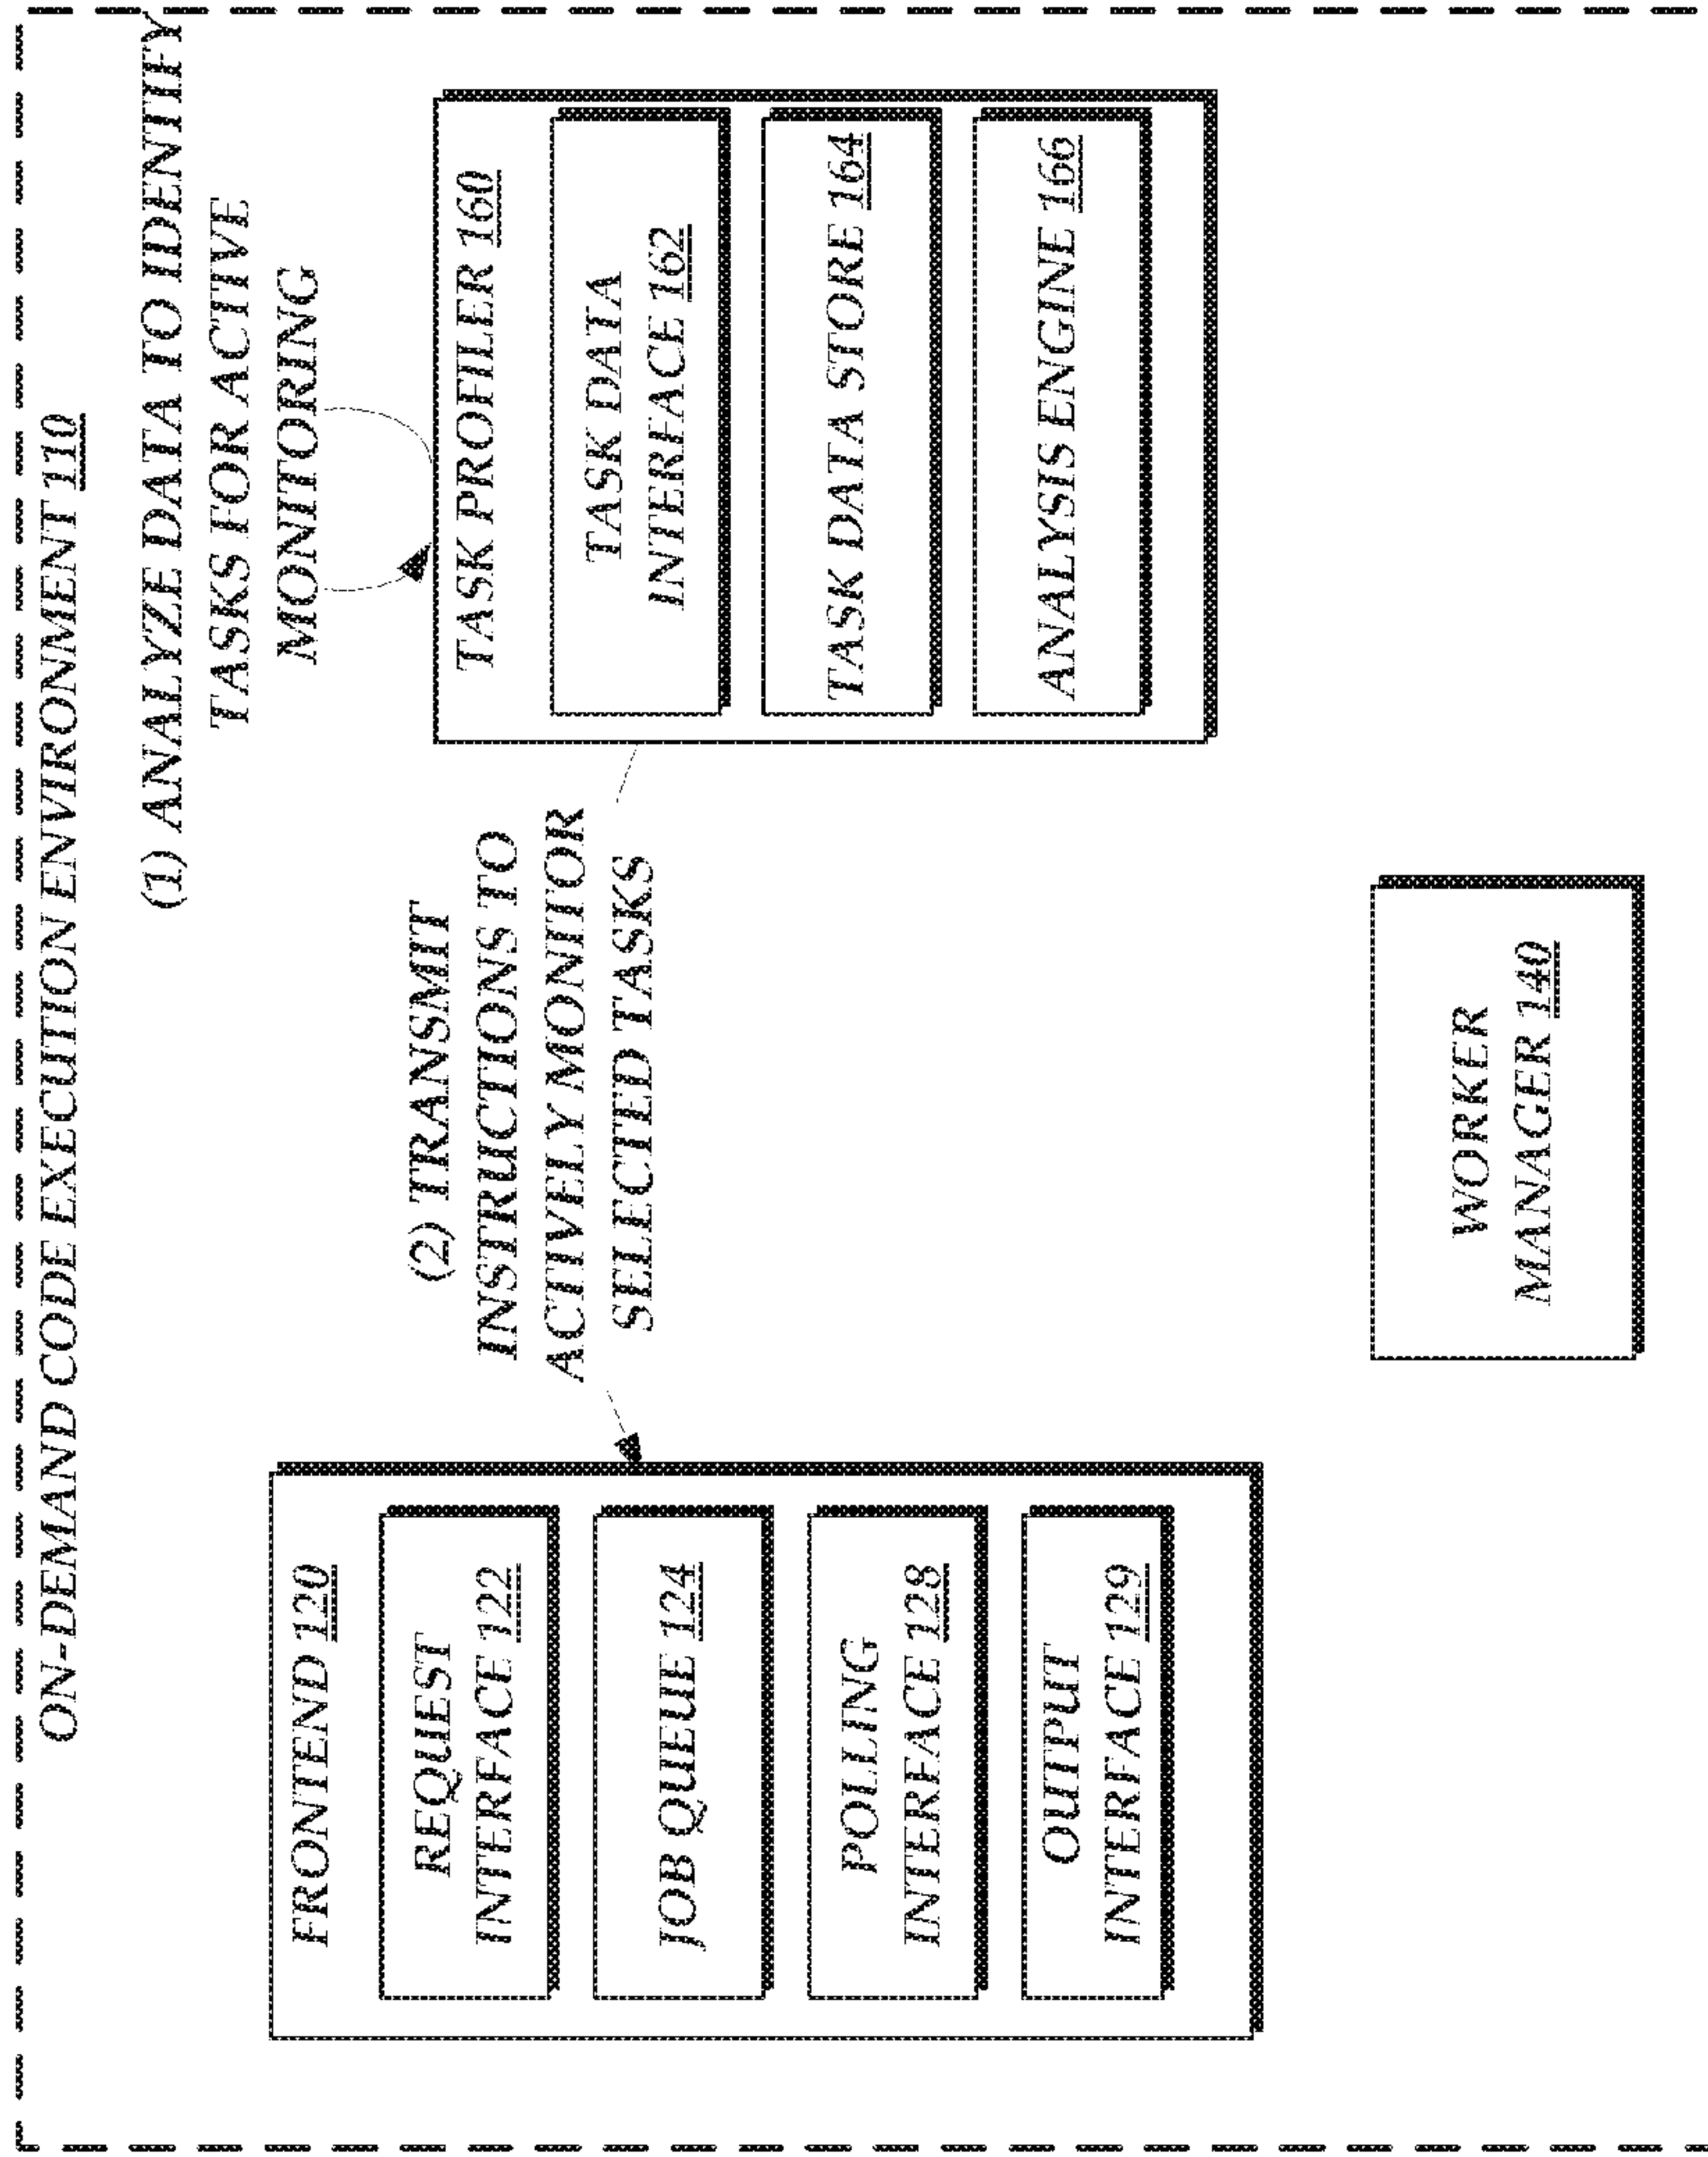 ON-DEMAND CODE EXECUTION ENVIRONMENT 110
(1) ANALYZE DATA TO IDENTIFY
TASKS FOR ACTIVE
MONITORING
FRONTEND 120
REQUEST
INTERFACE 122
JOB QUEUE 124
POLLING
INTERFACE 128
OUTPUT
INTERFACE 129
(2) TRANSMIT
INSTRUCTIONS TO
ACTIVELY MONITOR
SELECTED TASKS
TASK PROFILER 160
TASK DATA
INTERFACE 162
TASK DATA STORE 164
ANALYSIS ENGINE 166
WORKER
MANAGER 140